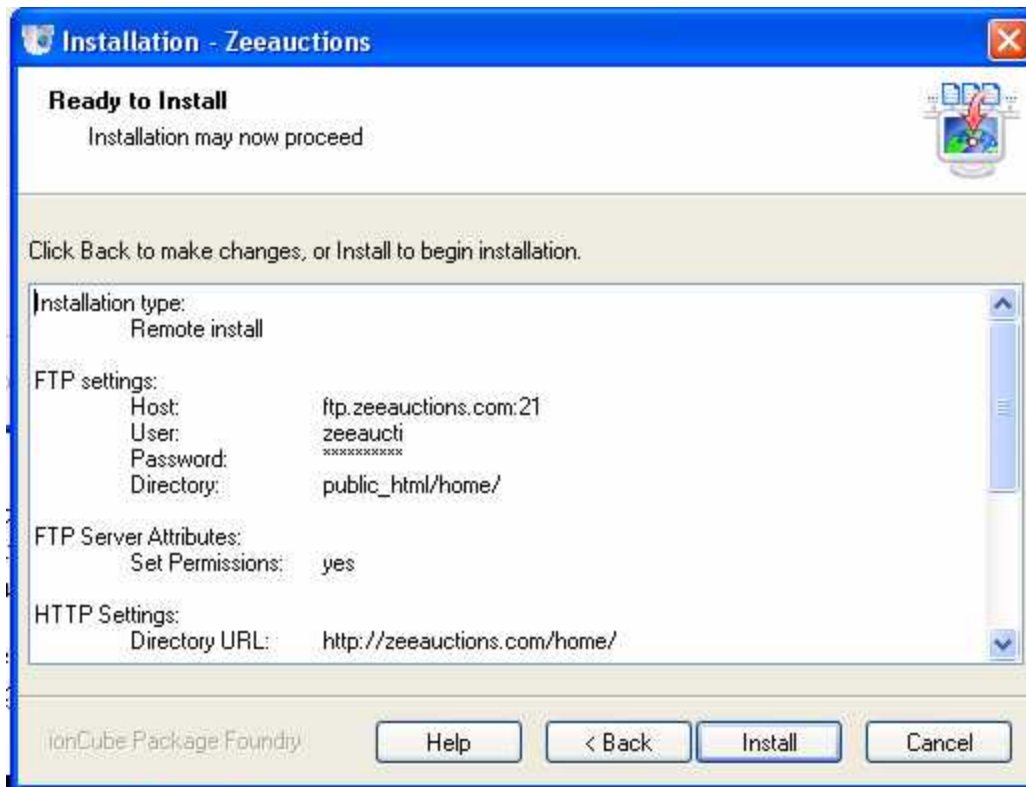 Installation - Zeeauctions
Ready to Install
Installation may now proceed
Click Back to make changes, or Install to begin installation.
Installation type:
Remote install
FTP settings:
Host: ftp.zeeauctions.com:21
User: zeeaucti
Password: **********
Directory: public_html/home/
FTP Server Attributes:
Set Permissions: yes
HTTP Settings:
Directory URL: http://zeeauctions.com/home/
ionCube Package Foundry
Help < Back Install Cancel